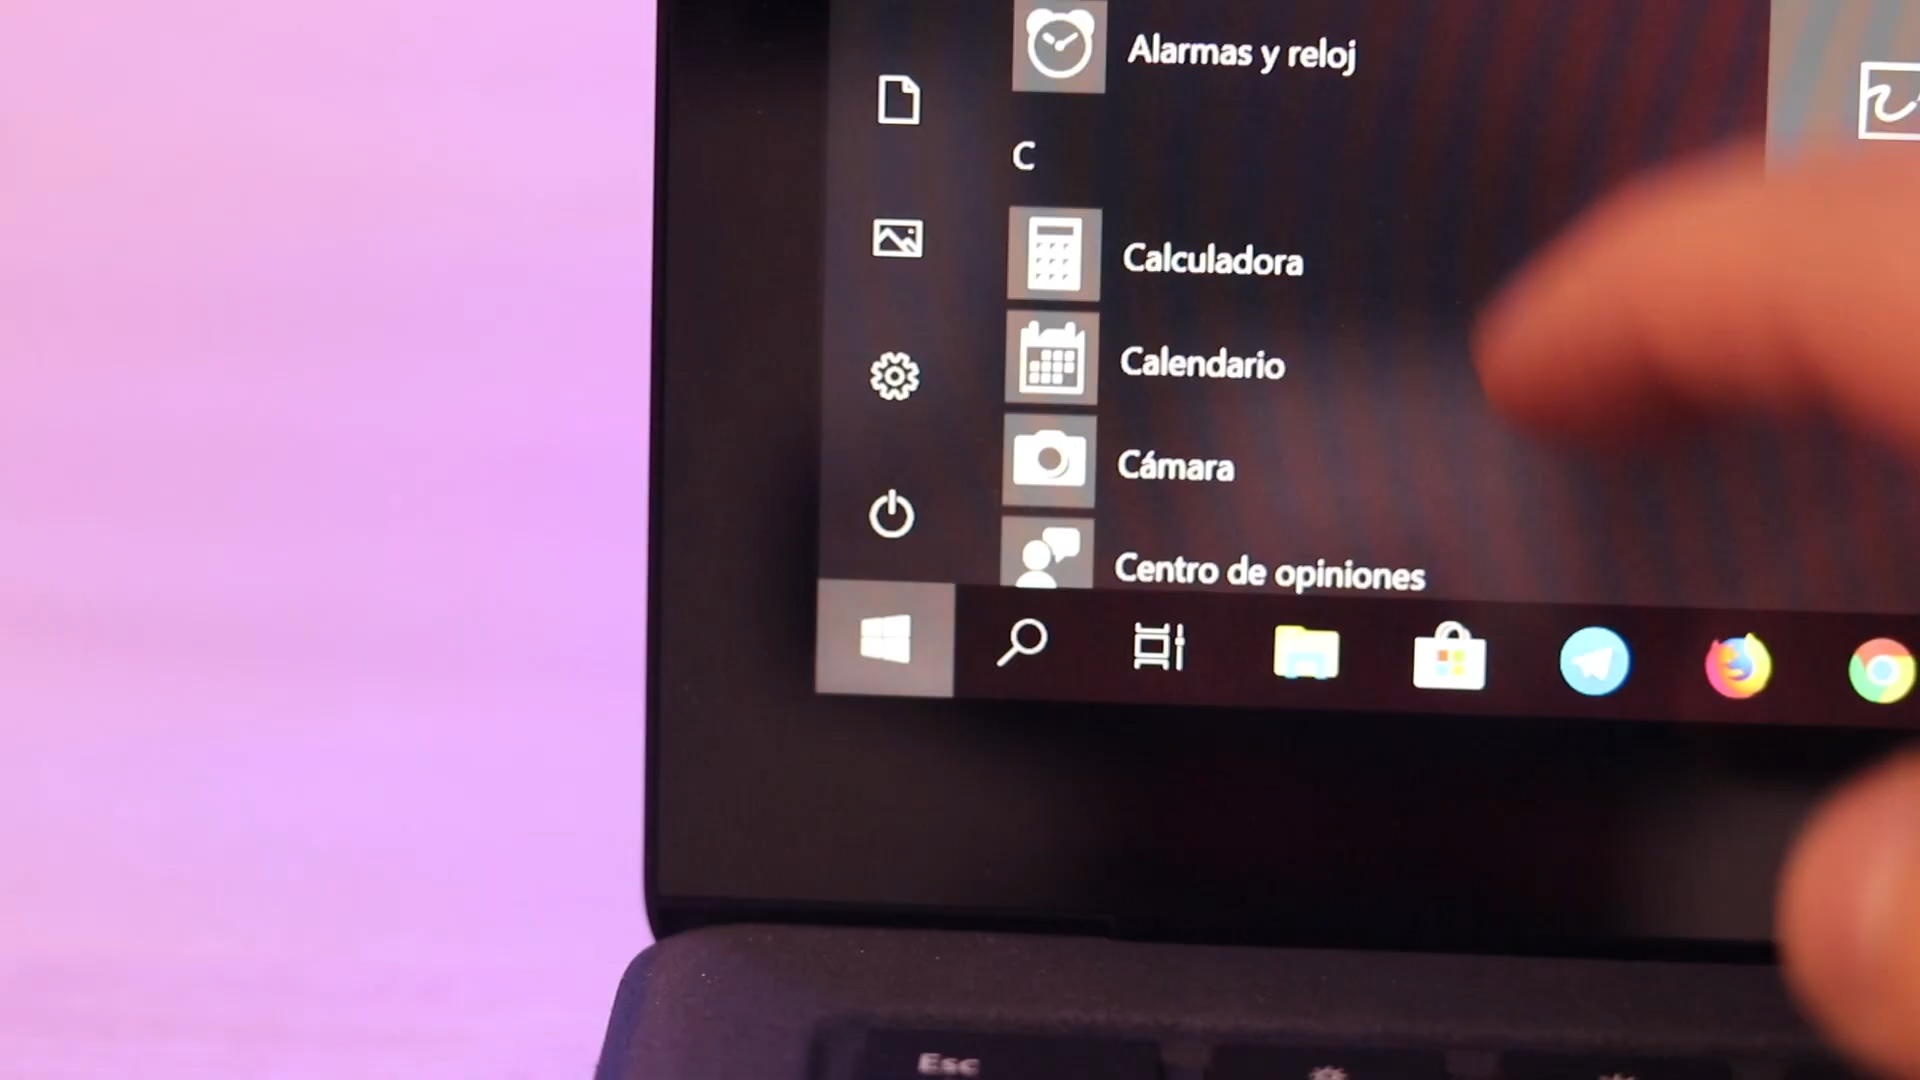 Alarmas y reloj
C
Calculadora
Calendario
Cámara
Centro de opiniones
Esc